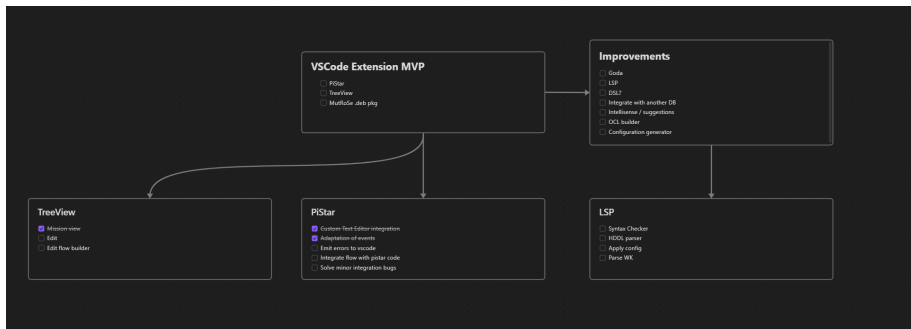 VSCode Extension MVP
PiStar
TreeView
MutRoSe .deb pkg
Improvements
Goda
LSP
DSL?
Integrate with another DB
Intellisense / suggestions
OCL builder
Configuration generator
TreeView
Mission view
Edit
Edit flow builder
PiStar
Custom Text Editor integration
Adaptation of events
Emit errors to vscode
Integrate flow with pistar code
Solve minor integration bugs
LSP
Syntax Checker
HDDL parser
Apply config
Parse WK